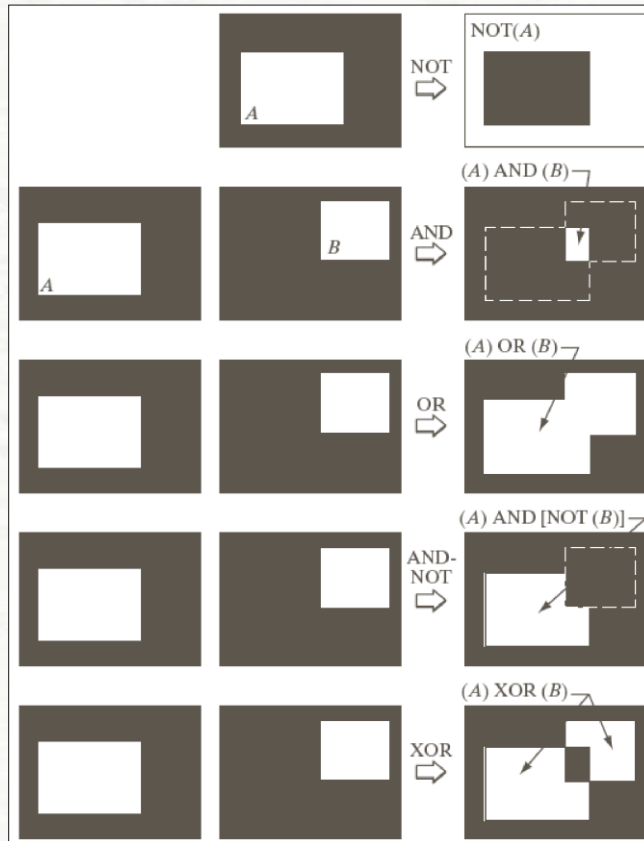 NOT
NOT(A)
A
(A) AND (B)
A
B
AND
(A) OR (B)
OR
(A) AND [NOT (B)]
AND-
NOT
(A) XOR (B)
XOR